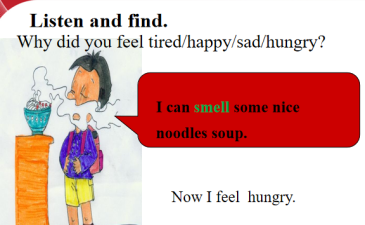 Listen and find.
Why did you feel tired/happy/sad/hungry?
I can smell some nice
noodles soup.
Now I feel hungry.